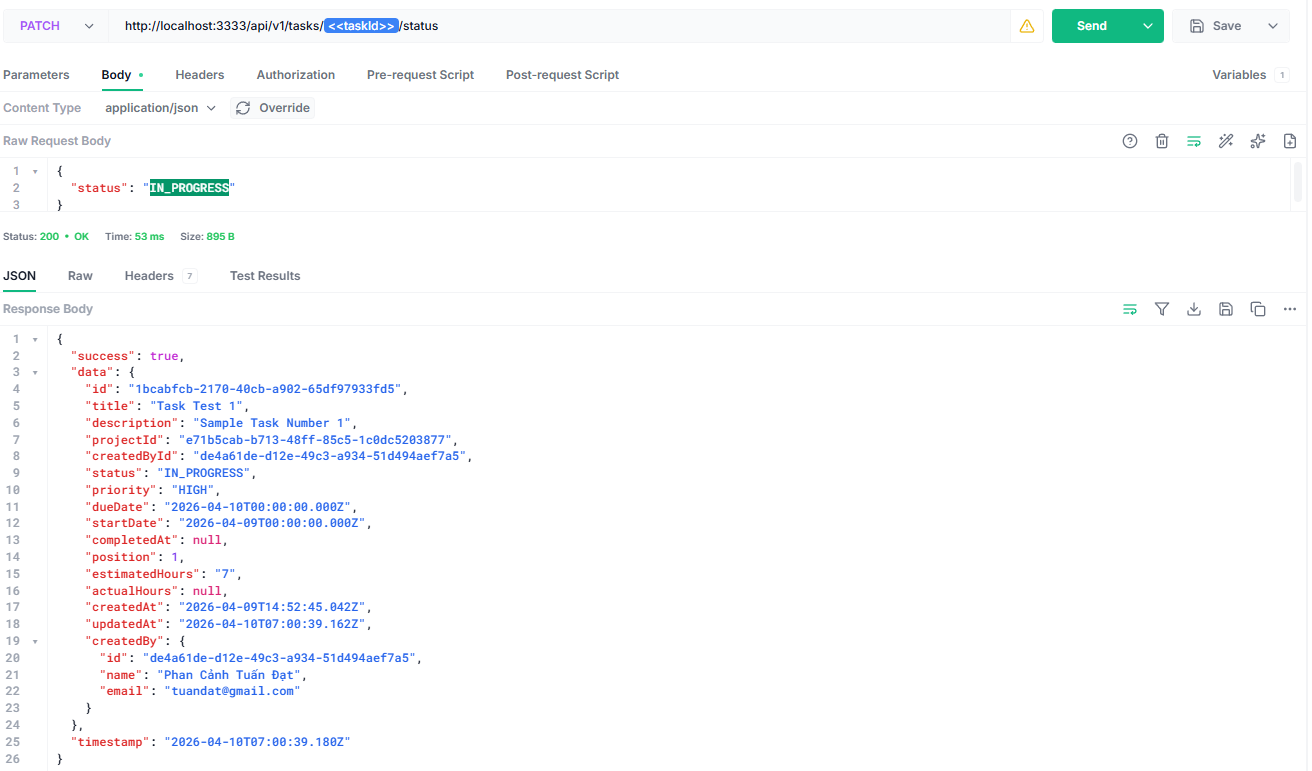 PATCH http://localhost:3333/api/v1/tasks/<<taskId>>/status Send Save
Parameters Body Headers Authorization Pre-request Script Post-request Script Variables 1
Content Type application/json Override
Raw Request Body
1 {
2 "status": "IN_PROGRESS"
3 }
Status: 200 • OK Time: 53 ms Size: 895 B
JSON Raw Headers 7 Test Results
Response Body
1 {
2 "success": true,
3 "data": {
4 "id": "1bcabfcb-2170-40cb-a902-65df97933fd5",
5 "title": "Task Test 1",
6 "description": "Sample Task Number 1",
7 "projectId": "e71b5cab-b713-48ff-85c5-1c0dc5203877",
8 "createdById": "de4a61de-d12e-49c3-a934-51d494aef7a5",
9 "status": "IN_PROGRESS",
10 "priority": "HIGH",
11 "dueDate": "2026-04-10T00:00:00.000Z",
12 "startDate": "2026-04-09T00:00:00.000Z",
13 "completedAt": null,
14 "position": 1,
15 "estimatedHours": "7",
16 "actualHours": null,
17 "createdAt": "2026-04-09T14:52:45.042Z",
18 "updatedAt": "2026-04-10T07:00:39.162Z",
19 "createdBy": {
20 "id": "de4a61de-d12e-49c3-a934-51d494aef7a5",
21 "name": "Phan Cảnh Tuấn Đạt",
22 "email": "tuandat@gmail.com"
23 }
24 },
25 "timestamp": "2026-04-10T07:00:39.180Z"
26 }